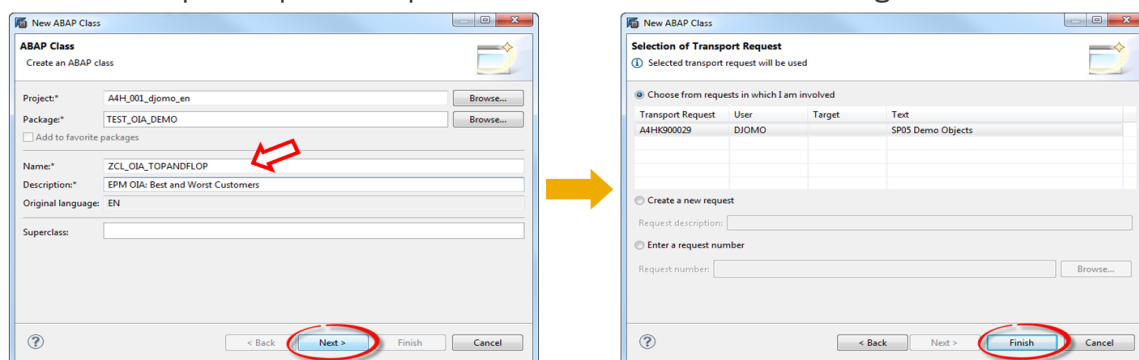 New ABAP Class
ABAP Class
Create an ABAP class
Project:* A4H_001_djomo_en Browse...
Package:* TEST_OIA_DEMO Browse...
Add to favorite packages
Name:* ZCL_OIA_TOPANDFLOP
Description:* EPM OIA: Best and Worst Customers
Original language: EN
Superclass:
< Back Next > Finish Cancel
New ABAP Class
Selection of Transport Request
Selected transport request will be used
Choose from requests in which I am involved
Transport Request User Target Text
A4HK900029 DJOMO SP05 Demo Objects
Create a new request
Request description:
Enter a request number
Request number: Browse...
< Back Next > Finish Cancel